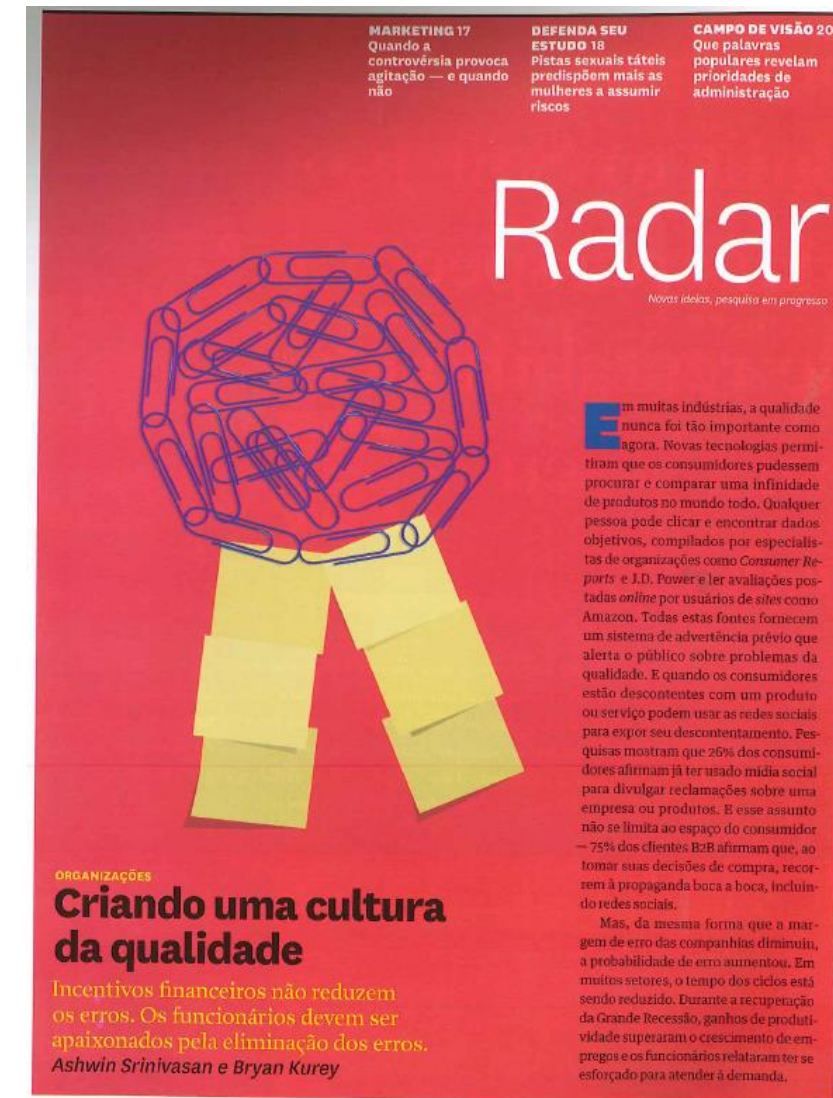 MARKETING 17
Quando a
controvérsia provoca
agitação — e quando
não
DEFENDA SEU
ESTUDO 18
Pistas sexuais táteis
predispõem mais as
mulheres a assumir
riscos
CAMPO DE VISÃO 20
Que palavras
populares revelam
prioridades de
administração
Radar
Novas ideias, pesquisa em progresso
Em muitas indústrias, a qualidade
nunca foi tão importante como
agora. Novas tecnologias permi-
tiram que os consumidores pudessem
procurar e comparar uma infinidade
de produtos no mundo todo. Qualquer
pessoa pode clicar e encontrar dados
objetivos, compilados por especialis-
tas de organizações como Consumer Re-
ports e J.D. Power e ler avaliações pos-
tadas online por usuários de sites como
Amazon. Todas estas fontes fornecem
um sistema de advertência prévio que
alerta o público sobre problemas da
qualidade. E quando os consumidores
estão descontentes com um produto
ou serviço podem usar as redes sociais
para expor seu descontentamento. Pes-
quisas mostram que 26% dos consumi-
dores afirmam já ter usado mídia social
para divulgar reclamações sobre uma
empresa ou produtos. E esse assunto
não se limita ao espaço do consumidor
— 75% dos clientes B2B afirmam que, ao
tomar suas decisões de compra, recor-
rem à propaganda boca a boca, incluin-
do redes sociais.
Mas, da mesma forma que a mar-
gem de erro das companhias diminuiu,
a probabilidade de erro aumentou. Em
muitos setores, o tempo dos ciclos está
sendo reduzido. Durante a recuperação
da Grande Recessão, ganhos de produti-
vidade superaram o crescimento de em-
pregos e os funcionários relataram ter se
esforçado para atender à demanda.
ORGANIZAÇÕES
Criando uma cultura
da qualidade
Incentivos financeiros não reduzem
os erros. Os funcionários devem ser
apaixonados pela eliminação dos erros.
Ashwin Srinivasan e Bryan Kurey